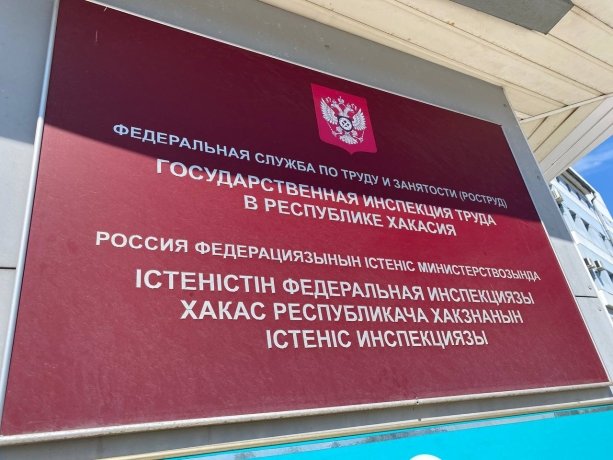 ФЕДЕРАЛЬНАЯ СЛУЖБА ПО ТРУДУ И ЗАНЯТОСТИ (РОСТРУД)
ГОСУДАРСТВЕННАЯ ИНСПЕКЦИЯ ТРУДА
В РЕСПУБЛИКЕ ХАКАСИЯ
РОССИЯ ФЕДЕРАЦИЯЗЫНЫН ІСТЕНІС МИНИСТЕРСТВОЗЫНДА
ІСТЕНІСТІН ФЕДЕРАЛЬНАЯ ИНСПЕКЦИЯЗЫ
ХАКАС РЕСПУБЛИКАЧА ХАКЗНАНЫН
ІСТЕНІС ИНСПЕКЦИЯЗЫ